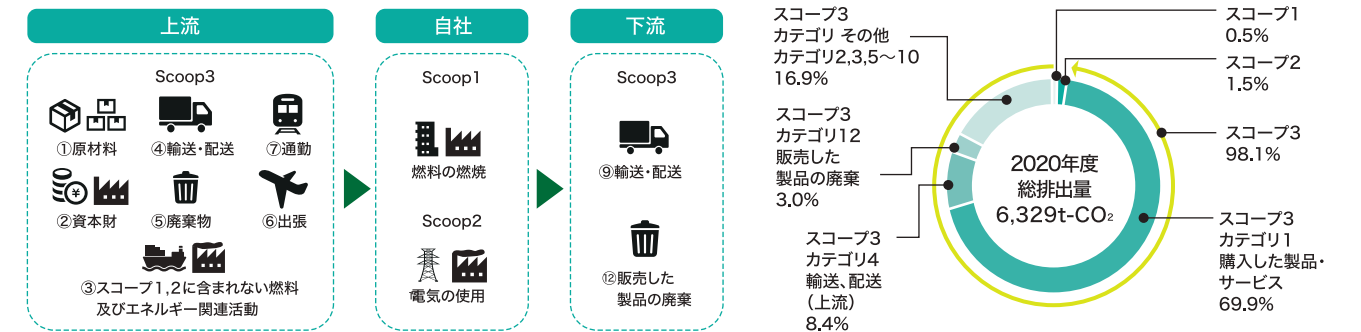 上流
Scoop3
①原材料
④輸送・配送
⑦通勤
②資本財
⑤廃棄物
⑥出張
③スコープ1,2に含まれない燃料
及びエネルギー関連活動
自社
Scoop1
燃料の燃焼
Scoop2
電気の使用
下流
Scoop3
⑨輸送・配送
⑫販売した
製品の廃棄
スコープ3
カテゴリ その他
カテゴリ2,3,5〜10
16.9%
スコープ3
カテゴリ12
販売した
製品の廃棄
3.0%
スコープ3
カテゴリ4
輸送、配送
（上流）
8.4%
2020年度
総排出量
6,329t-CO₂
スコープ1
0.5%
スコープ2
1.5%
スコープ3
98.1%
スコープ3
カテゴリ1
購入した製品・
サービス
69.9%